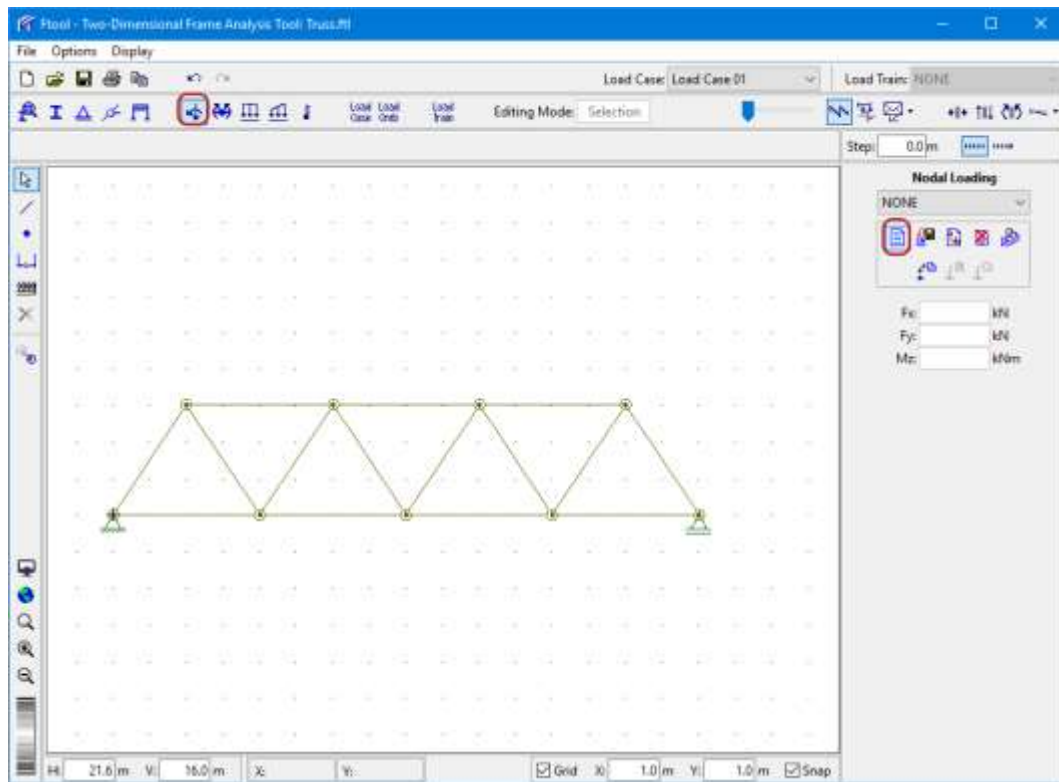 Ftool - Two-Dimensional Frame Analysis Tool: Truss.ftl
File Options Display
Load Case: Load Case 01 Load Train: NONE
Load Case Load Cmb Load Train Editing Mode: Selection
Step: 0.0 m
Nodal Loading
NONE
Fx: kN
Fy: kN
Mz: kNm
H: 21.6 m V: 16.0 m X: Y: Grid X: 1.0 m Y: 1.0 m Snap